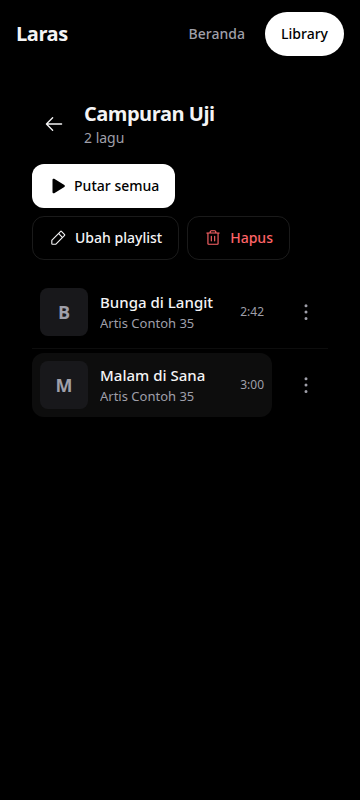 Laras
Beranda
Library
Campuran Uji
2 lagu
Putar semua
Ubah playlist
Hapus
B
Bunga di Langit
Artis Contoh 35
2:42
M
Malam di Sana
Artis Contoh 35
3:00